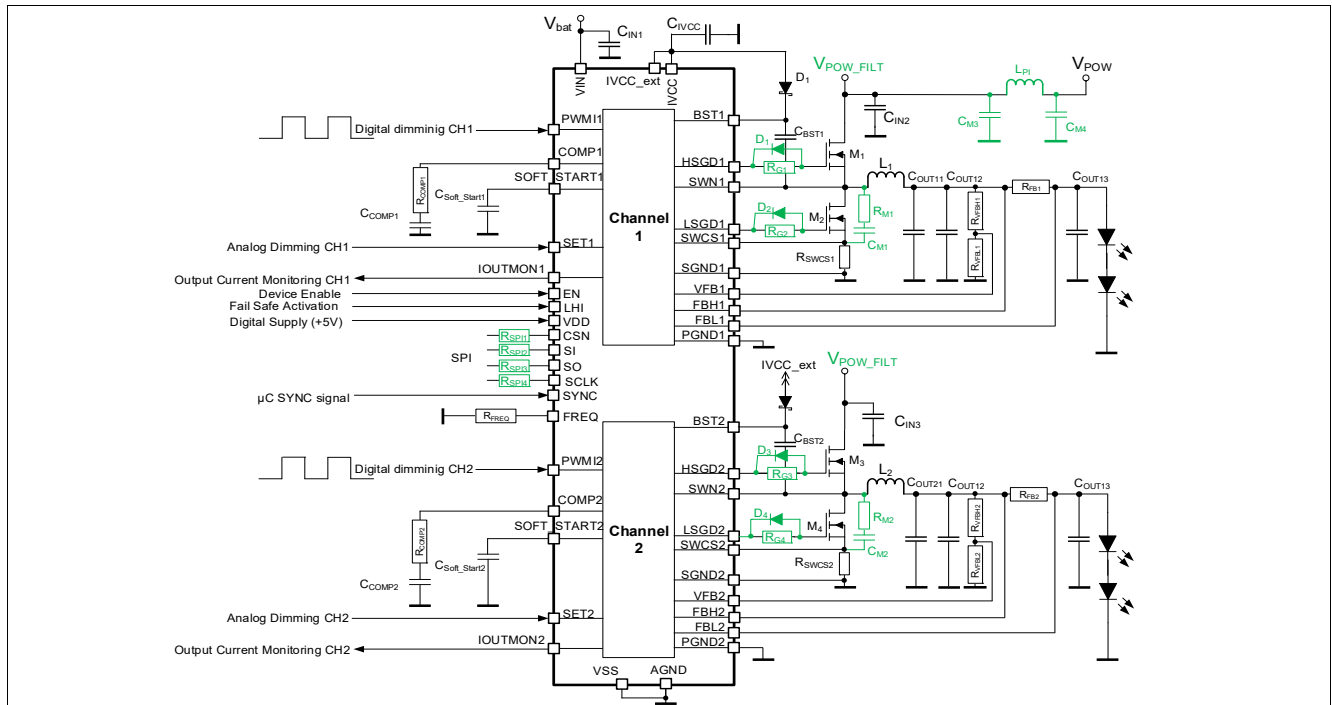 Vbat
CIN1
CIVCC
VIN
IVCC_ext
IVCC
D1
VPOW_FILT
LPI
VPOW
CM3
CM4
CIN2
Digital dimminig CH1
PWMI1
BST1
CBST1
D1
RG1
M1
COMP1
HSGD1
RCOMP1
CCOMP1
SOFT_START1
CSoft_Start1
SWN1
L1
COUT11
COUT12
RFB1
COUT13
D2
RG2
M2
RM1
CM1
RVFBH1
RVFBL1
Channel
1
LSGD1
SWCS1
RSWCS1
Analog Dimming CH1
SET1
SGND1
Output Current Monitoring CH1
IOUTMON1
VFB1
Device Enable
EN
FBH1
Fail Safe Activation
LHI
FBL1
Digital Supply (+5V)
VDD
PGND1
SPI
RSPI1
CSN
RSPI2
SI
RSPI3
SO
RSPI4
SCLK
µC SYNC signal
SYNC
RFREQ
FREQ
IVCC_ext
VPOW_FILT
CIN3
Digital dimminig CH2
PWMI2
BST2
CBST2
D3
RG3
M3
COMP2
HSGD2
RCOMP2
CCOMP2
SOFT_START2
CSoft_Start2
SWN2
L2
COUT21
COUT12
RFB2
COUT13
D4
RG4
M4
RM2
CM2
RVFBH2
RVFBL2
Channel
2
LSGD2
SWCS2
RSWCS2
SGND2
Analog Dimming CH2
SET2
VFB2
FBH2
Output Current Monitoring CH2
IOUTMON2
FBL2
PGND2
VSS
AGND